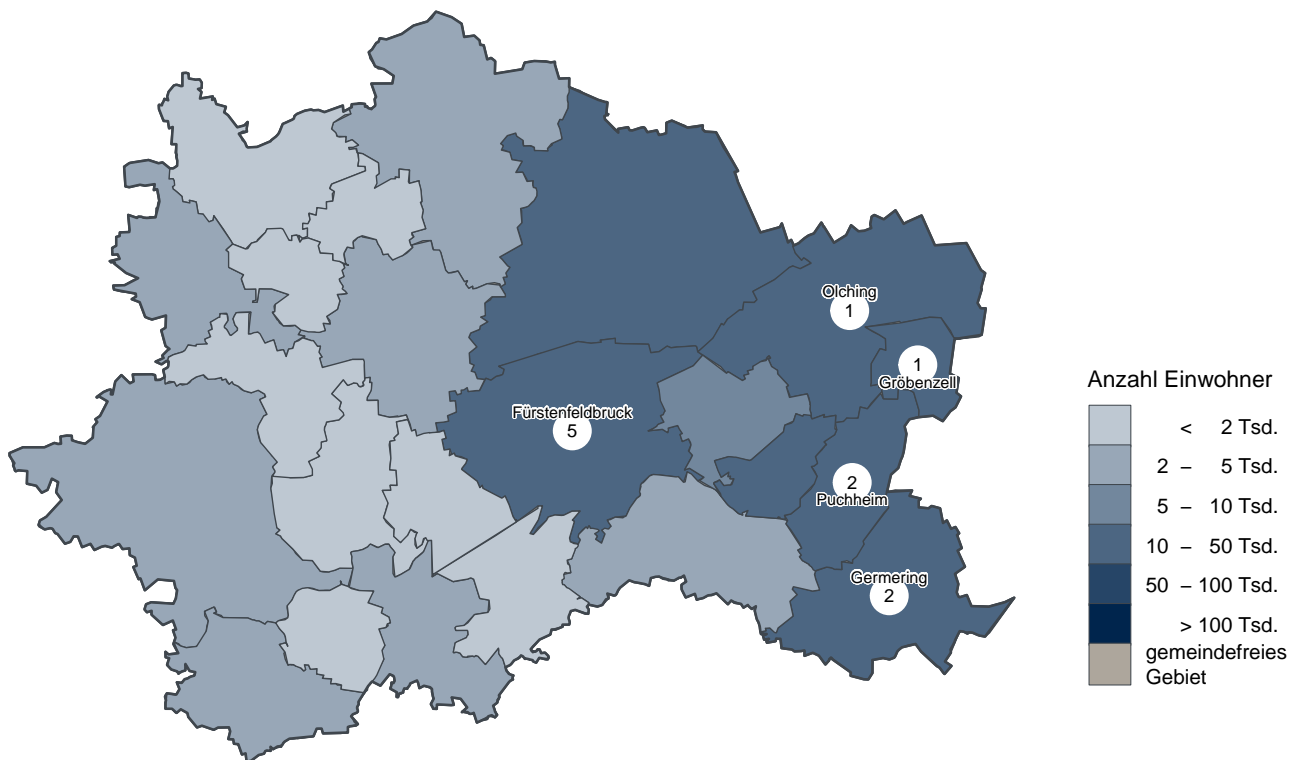 Olching
1
1
Gröbenzell
Fürstenfeldbruck
5
2
Puchheim
Germering
2
Anzahl Einwohner
< 2 Tsd.
2 – 5 Tsd.
5 – 10 Tsd.
10 – 50 Tsd.
50 – 100 Tsd.
> 100 Tsd.
gemeindefreies
Gebiet